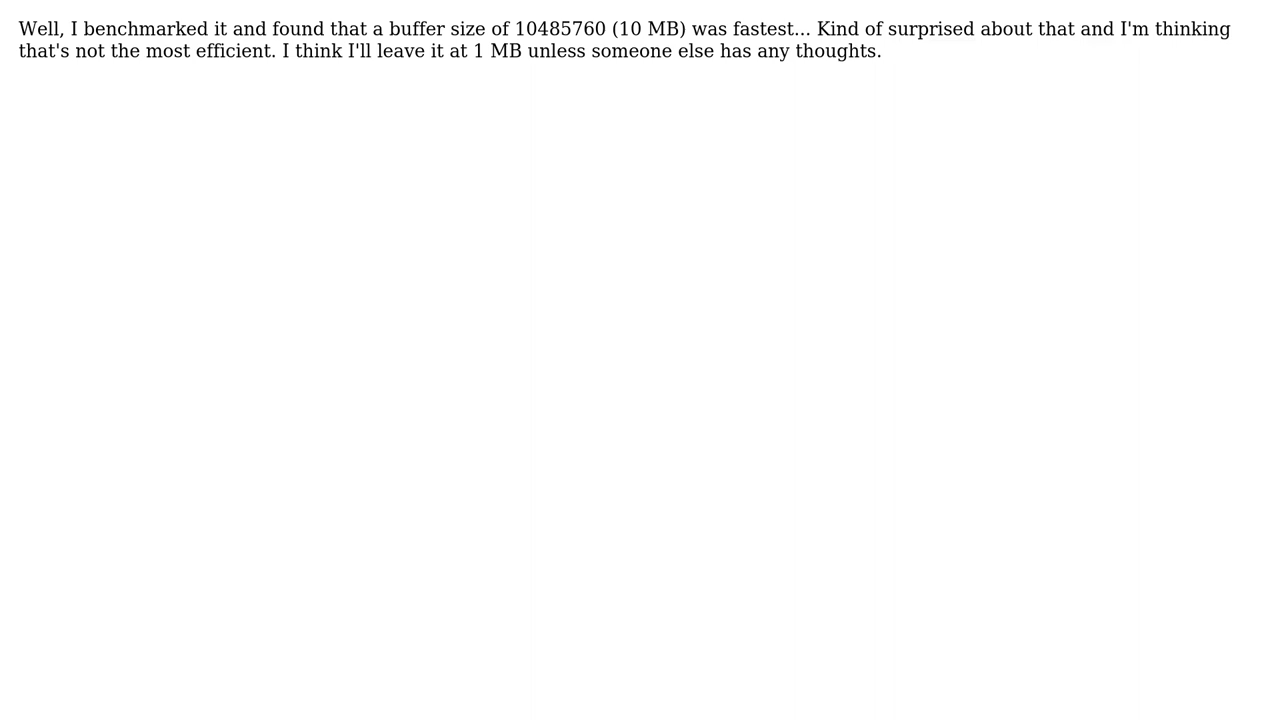 Well, I benchmarked it and found that a buffer size of 10485760 (10 MB) was fastest... Kind of surprised about that and I'm thinking
that's not the most efficient. I think I'll leave it at 1 MB unless someone else has any thoughts.